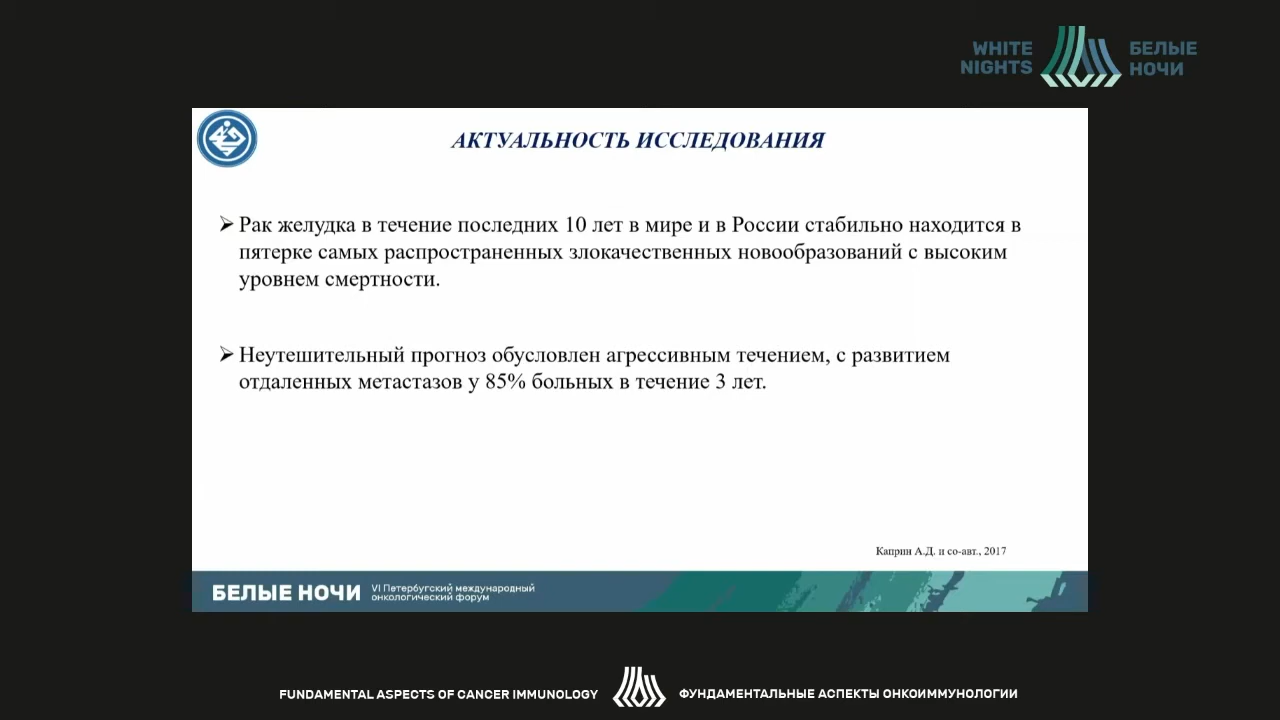 WHITE
NIGHTS
БЕЛЫЕ
НОЧИ
АКТУАЛЬНОСТЬ ИССЛЕДОВАНИЯ
Рак желудка в течение последних 10 лет в мире и в России стабильно находится в
пятерке самых распространенных злокачественных новообразований с высоким
уровнем смертности.
Неутешительный прогноз обусловлен агрессивным течением, с развитием
отдаленных метастазов у 85% больных в течение 3 лет.
Каприн А.Д. и со-авт., 2017
БЕЛЫЕ НОЧИ
VI Петербугский международный
онкологический форум
FUNDAMENTAL ASPECTS OF CANCER IMMUNOLOGY
ФУНДАМЕНТАЛЬНЫЕ АСПЕКТЫ ОНКОИММУНОЛОГИИ